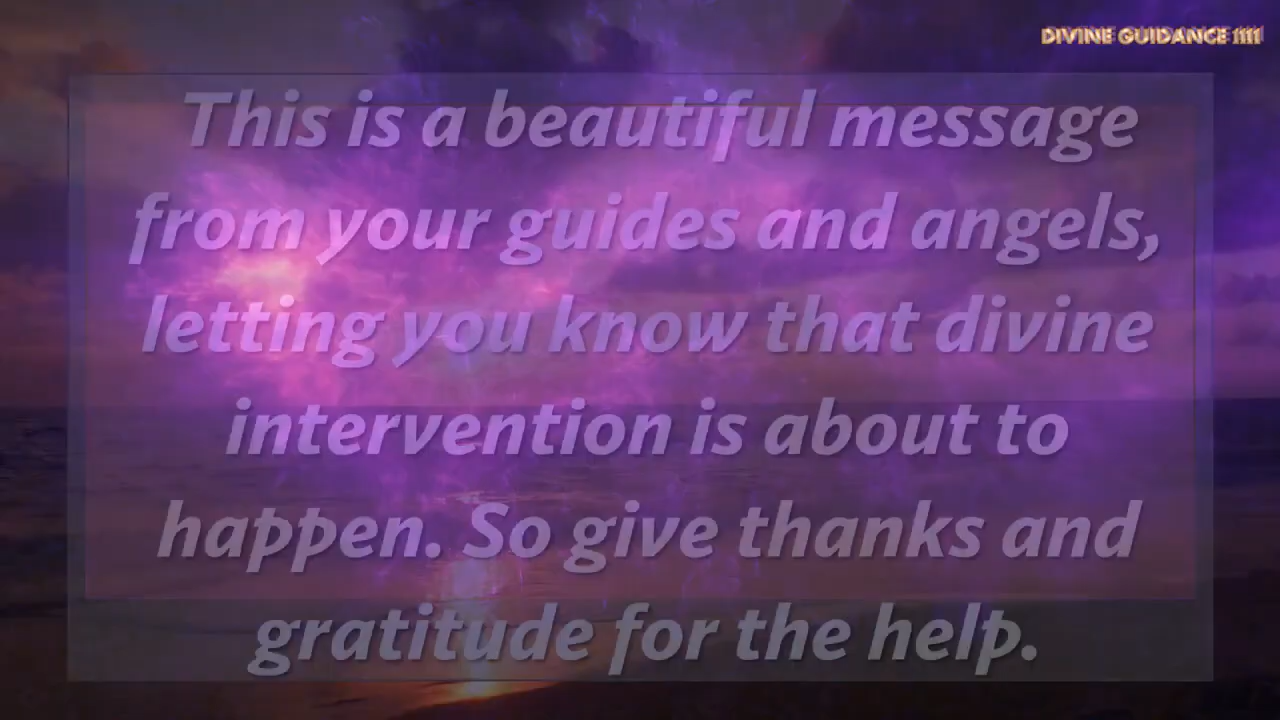 DIVINE GUIDANCE 1111
This is a beautiful message
from your guides and angels,
letting you know that divine
intervention is about to
happen. So give thanks and
gratitude for the help.